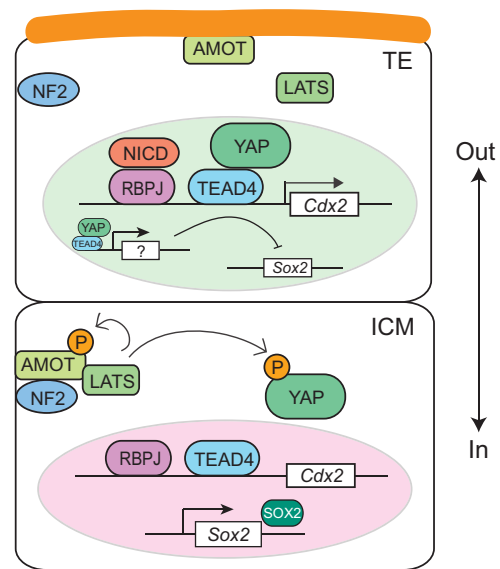 AMOT
TE
NF2
LATS
Out
NICD
YAP
RBPJ
TEAD4
Cdx2
YAP
TEAD4
?
Sox2
ICM
P
AMOT
LATS
P
NF2
YAP
In
RBPJ
TEAD4
Cdx2
SOX2
Sox2